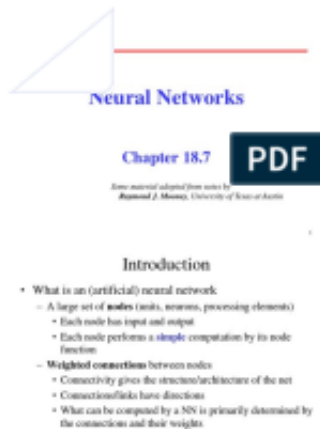 Neural Networks
Chapter 18.7
PDF
Some material adopted from notes by
Raymond J. Mooney, University of Texas at Austin
1
Introduction
• What is an (artificial) neural network
– A large set of nodes (units, neurons, processing elements)
• Each node has input and output
• Each node performs a simple computation by its node
function
– Weighted connections between nodes
• Connectivity gives the structure/architecture of the net
• Connections/links have directions
• What can be computed by a NN is primarily determined by
the connections and their weights